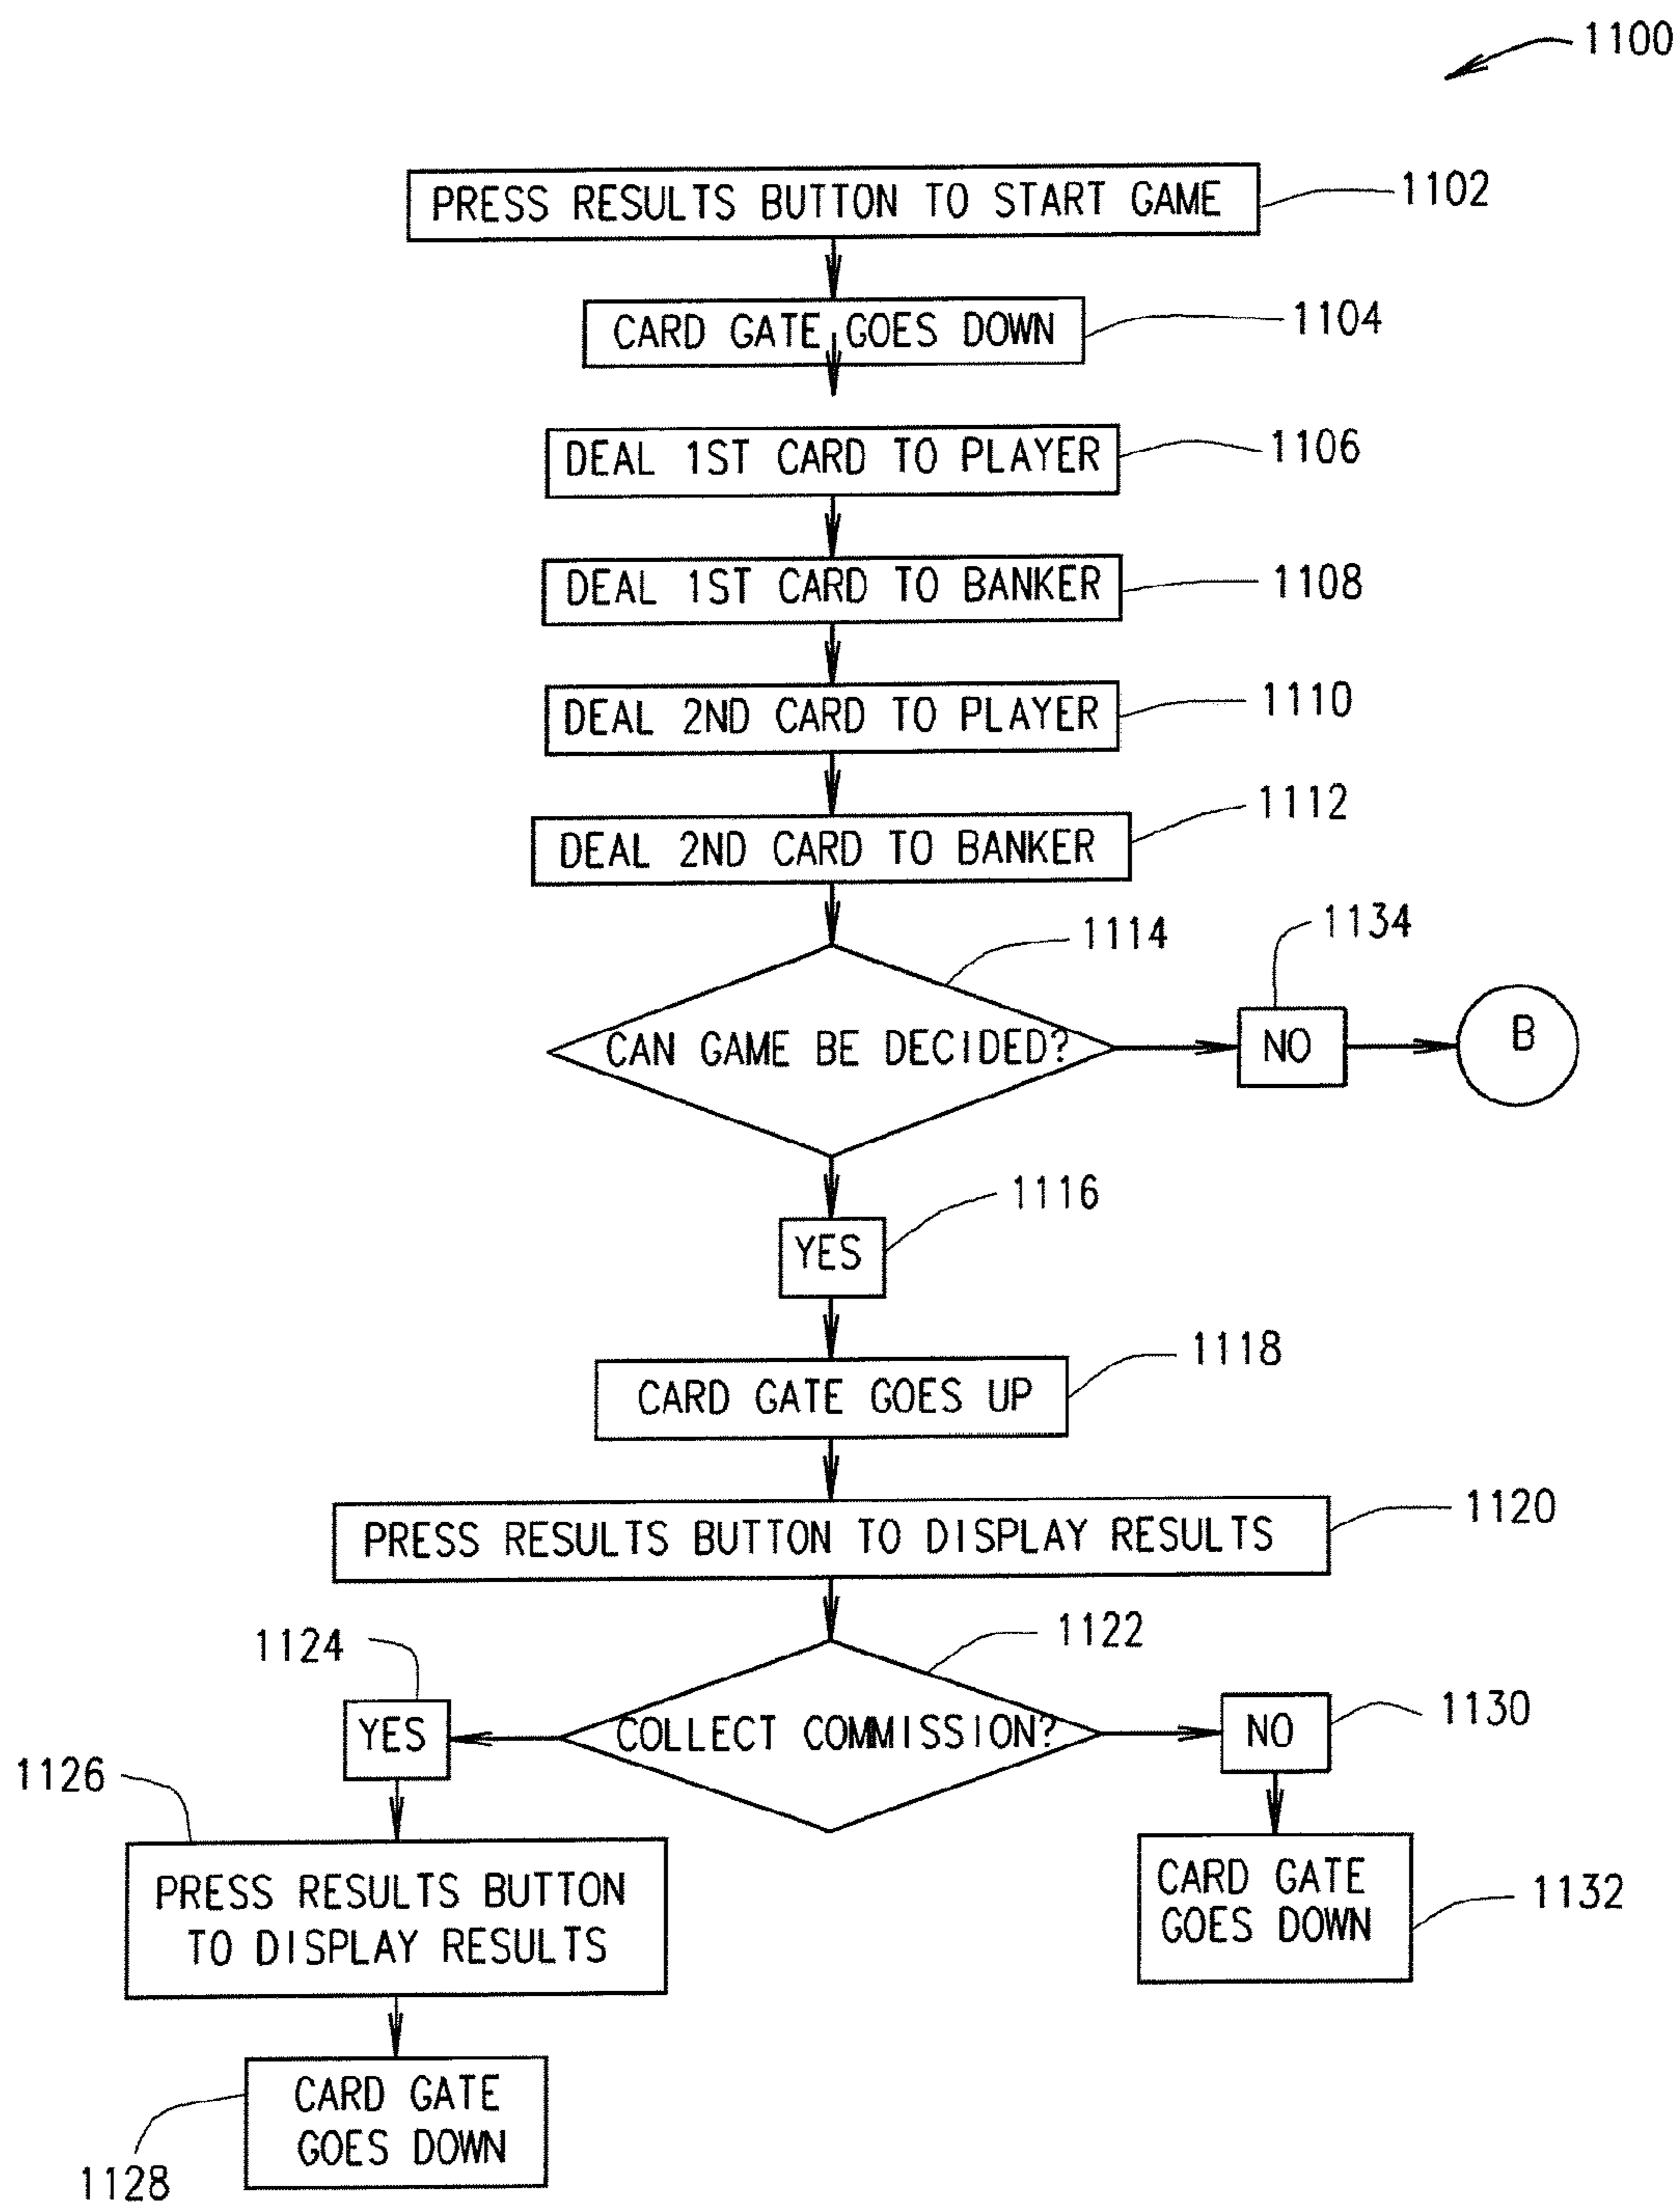 1100
PRESS RESULTS BUTTON TO START GAME
1102
CARD GATE GOES DOWN
1104
DEAL 1ST CARD TO PLAYER
1106
DEAL 1ST CARD TO BANKER
1108
DEAL 2ND CARD TO PLAYER
1110
DEAL 2ND CARD TO BANKER
1112
1114
CAN GAME BE DECIDED?
1134
NO
B
1116
YES
CARD GATE GOES UP
1118
PRESS RESULTS BUTTON TO DISPLAY RESULTS
1120
1122
COLLECT COMMISSION?
1124
YES
NO
1130
1126
PRESS RESULTS BUTTON
TO DISPLAY RESULTS
CARD GATE
GOES DOWN
1132
CARD GATE
GOES DOWN
1128